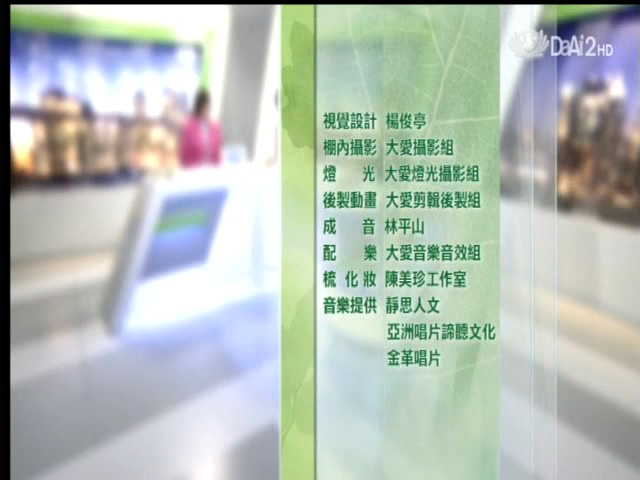 DaAi2HD
視覺設計 楊俊亭
棚內攝影 大愛攝影組
燈 光 大愛燈光攝影組
後製動畫 大愛剪輯後製組
成 音 林平山
配 樂 大愛音樂音效組
梳 化 妝 陳美珍工作室
音樂提供 靜思人文
亞洲唱片諦聽文化
金革唱片